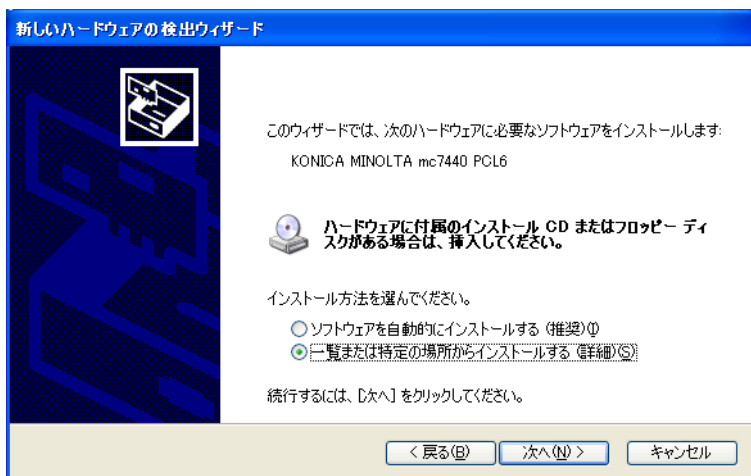 新しいハードウェアの検出ウィザード
このウィザードでは、次のハードウェアに必要なソフトウェアをインストールします:
KONICA MINOLTA mc7440 PCL6
ハードウェアに付属のインストール CD またはフロッピー ディ
スクがある場合は、挿入してください。
インストール方法を選んでください。
ソフトウェアを自動的にインストールする (推奨)(I)
一覧または特定の場所からインストールする (詳細)(S)
続行するには、[次へ] をクリックしてください。
< 戻る(B)
次へ(N) >
キャンセル